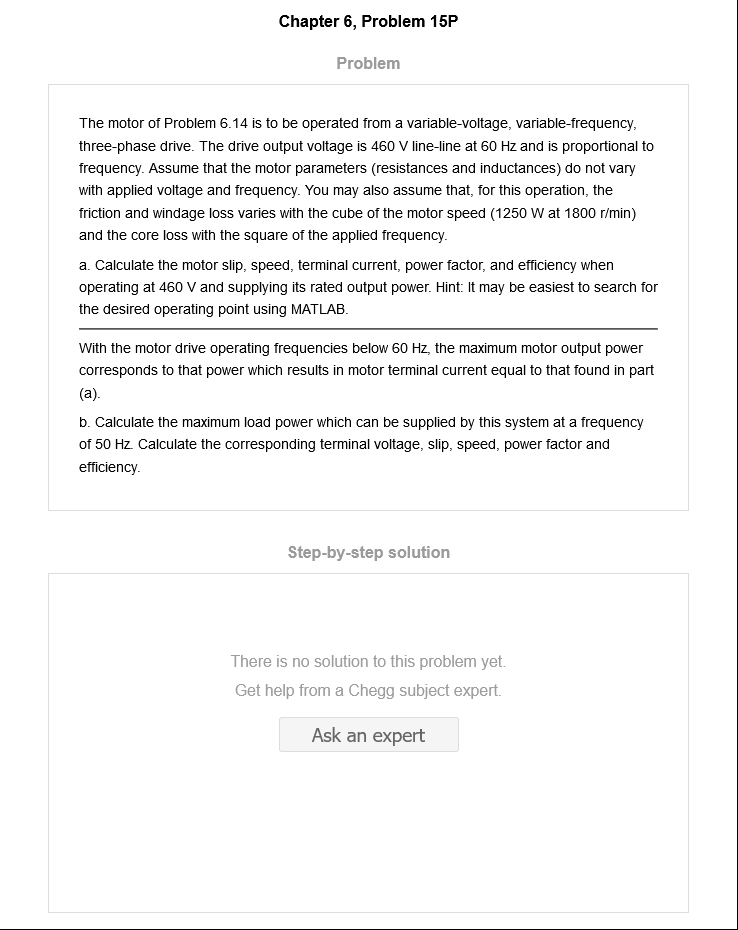 Chapter 6, Problem 15P
Problem
The motor of Problem 6.14 is to be operated from a variable-voltage, variable-frequency,
three-phase drive. The drive output voltage is 460 V line-line at 60 Hz and is proportional to
frequency. Assume that the motor parameters (resistances and inductances) do not vary
with applied voltage and frequency. You may also assume that, for this operation, the
friction and windage loss varies with the cube of the motor speed (1250 W at 1800 r/min)
and the core loss with the square of the applied frequency.
a. Calculate the motor slip, speed, terminal current, power factor, and efficiency when
operating at 460 V and supplying its rated output power. Hint: It may be easiest to search for
the desired operating point using MATLAB.
With the motor drive operating frequencies below 60 Hz, the maximum motor output power
corresponds to that power which results in motor terminal current equal to that found in part
(a).
b. Calculate the maximum load power which can be supplied by this system at a frequency
of 50 Hz. Calculate the corresponding terminal voltage, slip, speed, power factor and
efficiency.
Step-by-step solution
There is no solution to this problem yet.
Get help from a Chegg subject expert.
Ask an expert